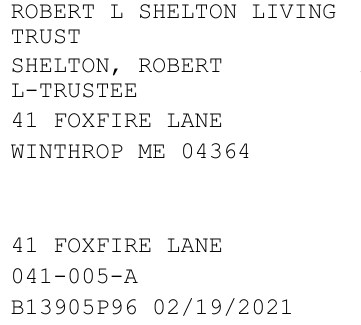 ROBERT L SHELTON LIVING
TRUST
SHELTON, ROBERT
L-TRUSTEE
41 FOXFIRE LANE
WINTHROP ME 04364
41 FOXFIRE LANE
041-005-A
B13905P96 02/19/2021